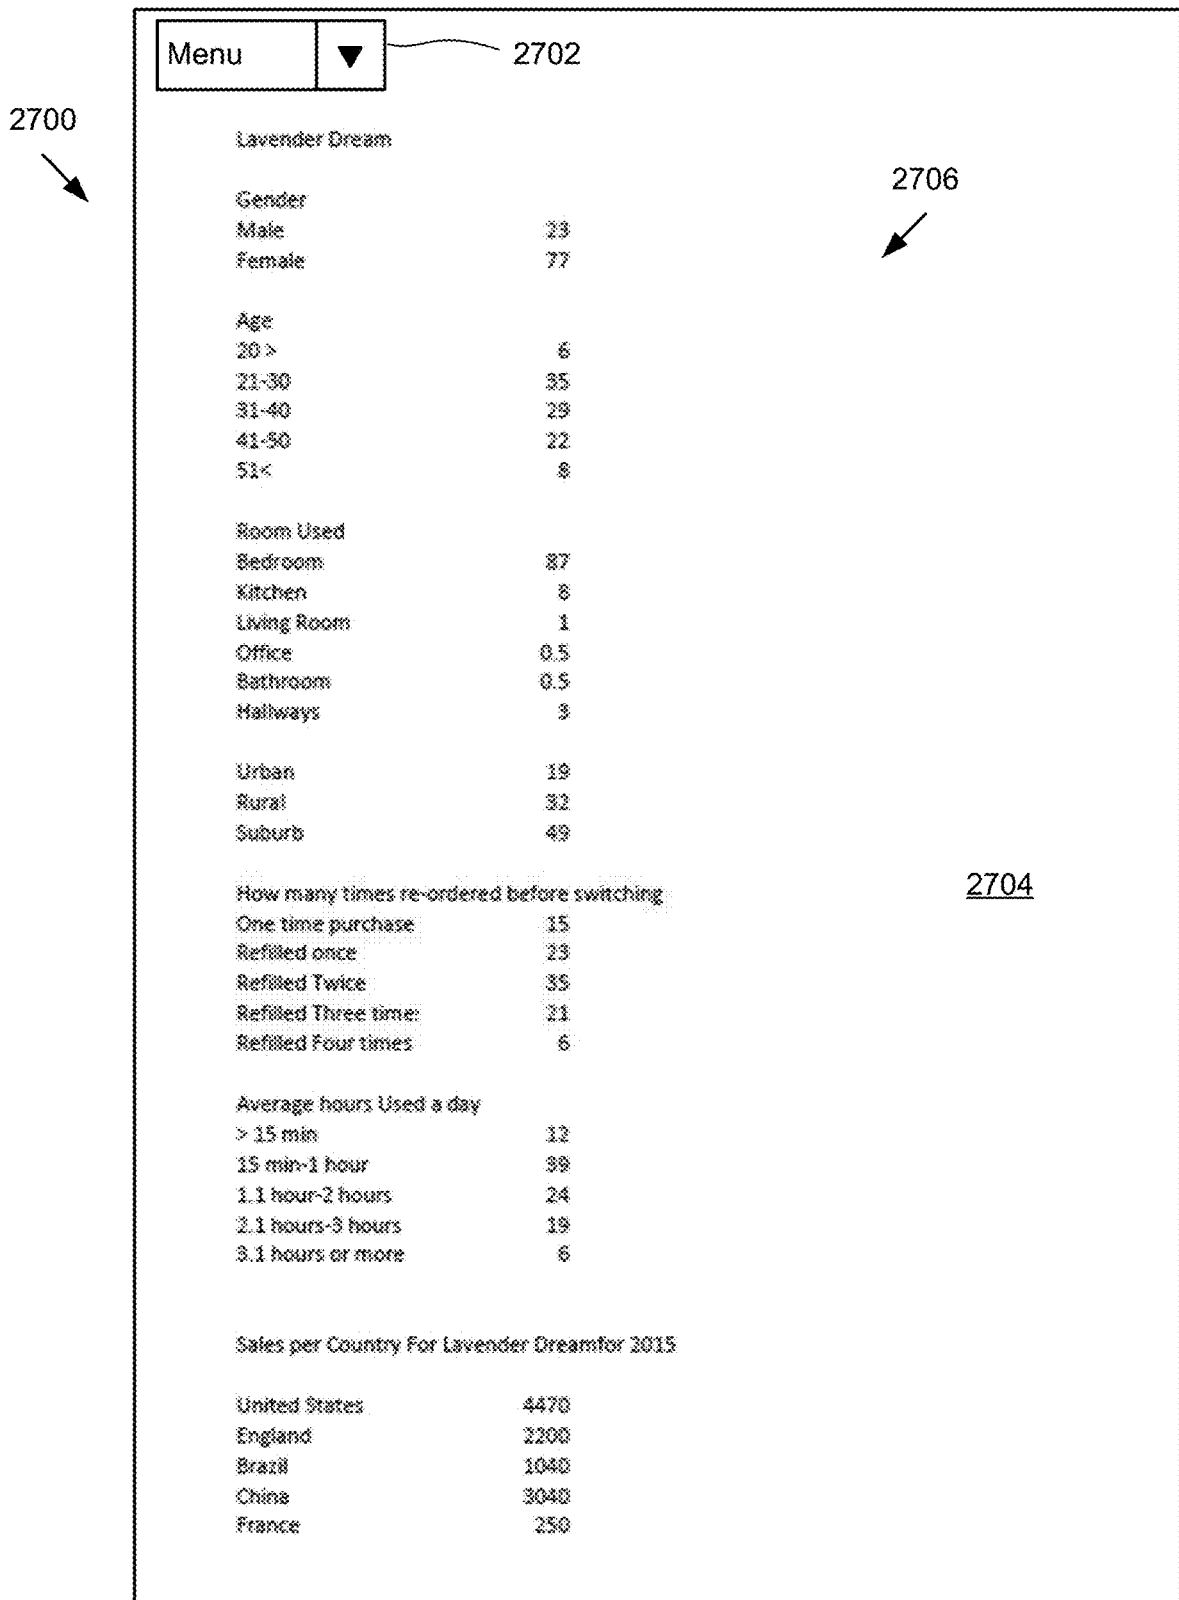 Menu ▼
2702
2700
Lavender Dream
2706
Gender
Male 23
Female 77
Age
20 > 6
21-30 35
31-40 29
41-50 22
51< 8
Room Used
Bedroom 87
Kitchen 8
Living Room 1
Office 0.5
Bathroom 0.5
Hallways 3
Urban 19
Rural 32
Suburb 49
2704
How many times re-ordered before switching
One time purchase 15
Refilled once 23
Refilled Twice 35
Refilled Three time: 21
Refilled Four times 6
Average hours Used a day
> 15 min 12
15 min-1 hour 39
1.1 hour-2 hours 24
2.1 hours-3 hours 19
3.1 hours or more 6
Sales per Country For Lavender Dreamfor 2015
United States 4470
England 2200
Brazil 1040
China 3040
France 250